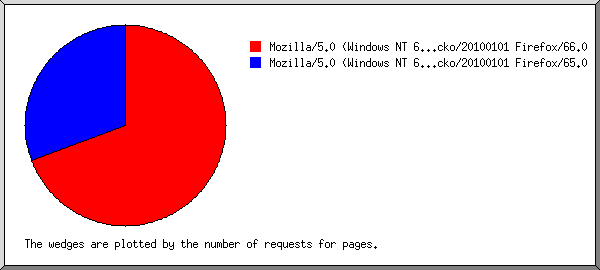 Mozilla/5.0 (Windows NT 6...cko/20100101 Firefox/66.0
Mozilla/5.0 (Windows NT 6...cko/20100101 Firefox/65.0
The wedges are plotted by the number of requests for pages.